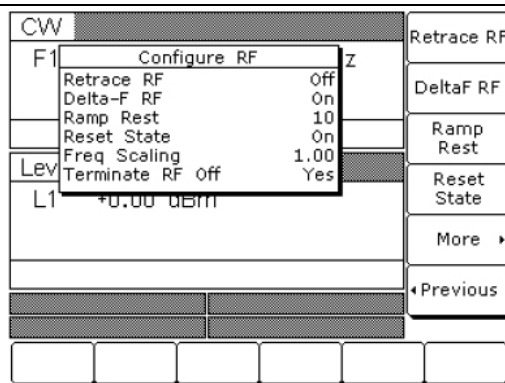 CW
F1 z
Configure RF
Retrace RF Off
Delta-F RF On
Ramp Rest 10
Reset State On
Freq Scaling 1.00
Terminate RF Off Yes
Lev
L1 +0.00 dBm
Retrace RF
DeltaF RF
Ramp
Rest
Reset
State
More
Previous